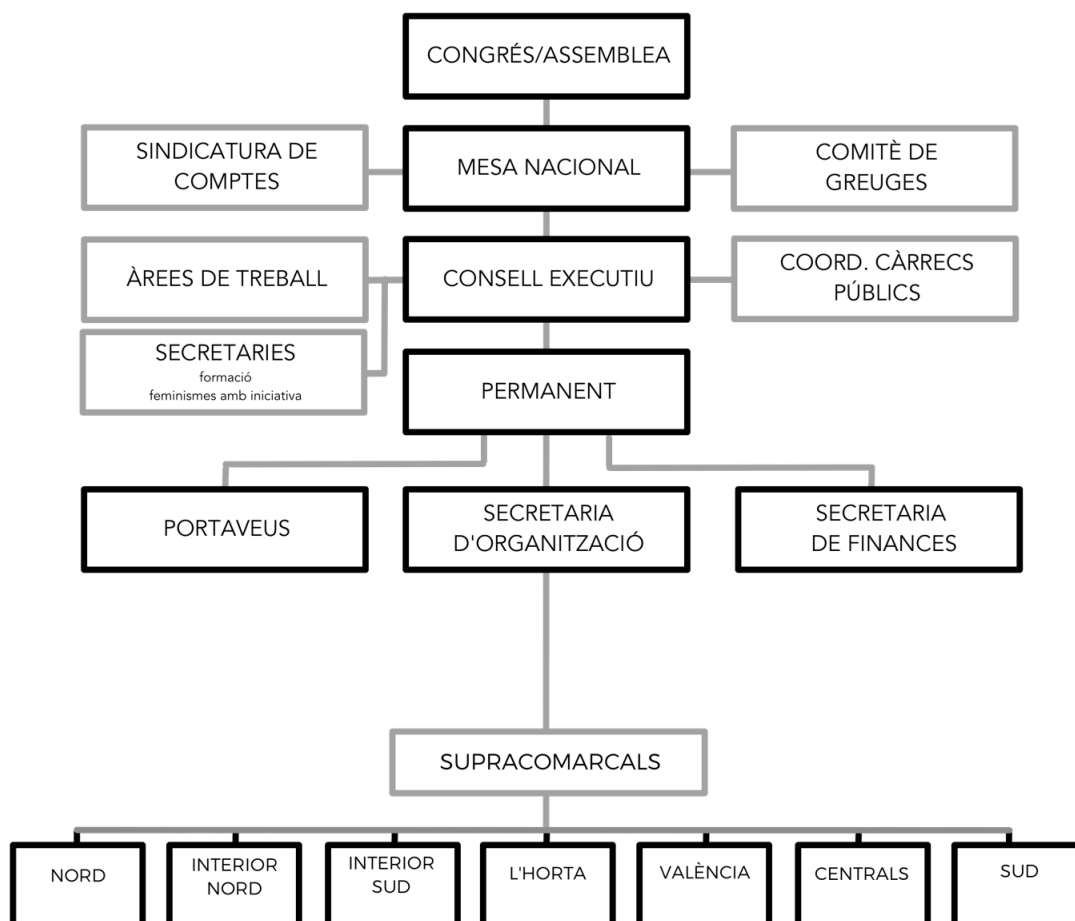 CONGRÉS/ASSEMBLEA
SINDICATURA DE
COMPTES
MESA NACIONAL
COMITÈ DE
GREUGES
ÀREES DE TREBALL
CONSELL EXECUTIU
COORD. CÀRRECS
PÚBLICS
SECRETARIES
formació
feminismes amb iniciativa
PERMANENT
PORTAVEUS
SECRETARIA
D'ORGANITZACIÓ
SECRETARIA
DE FINANCES
SUPRACOMARCALS
NORD
INTERIOR
NORD
INTERIOR
SUD
L'HORTA
VALÈNCIA
CENTRALS
SUD